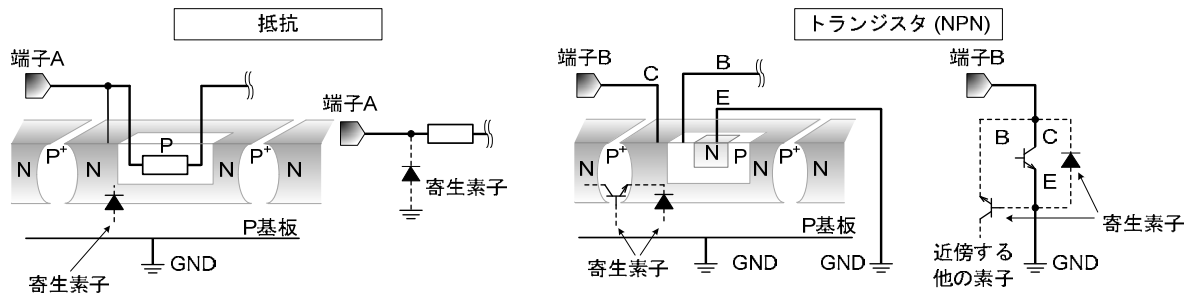 抵抗
端子A
P
N
P+
N
N
P+
N
P基板
寄生素子
GND
端子A
寄生素子
トランジスタ (NPN)
端子B
C
B
E
N
P+
N
N
P
P+
N
P基板
寄生素子
GND
GND
端子B
B
C
E
寄生素子
近傍する
他の素子
GND